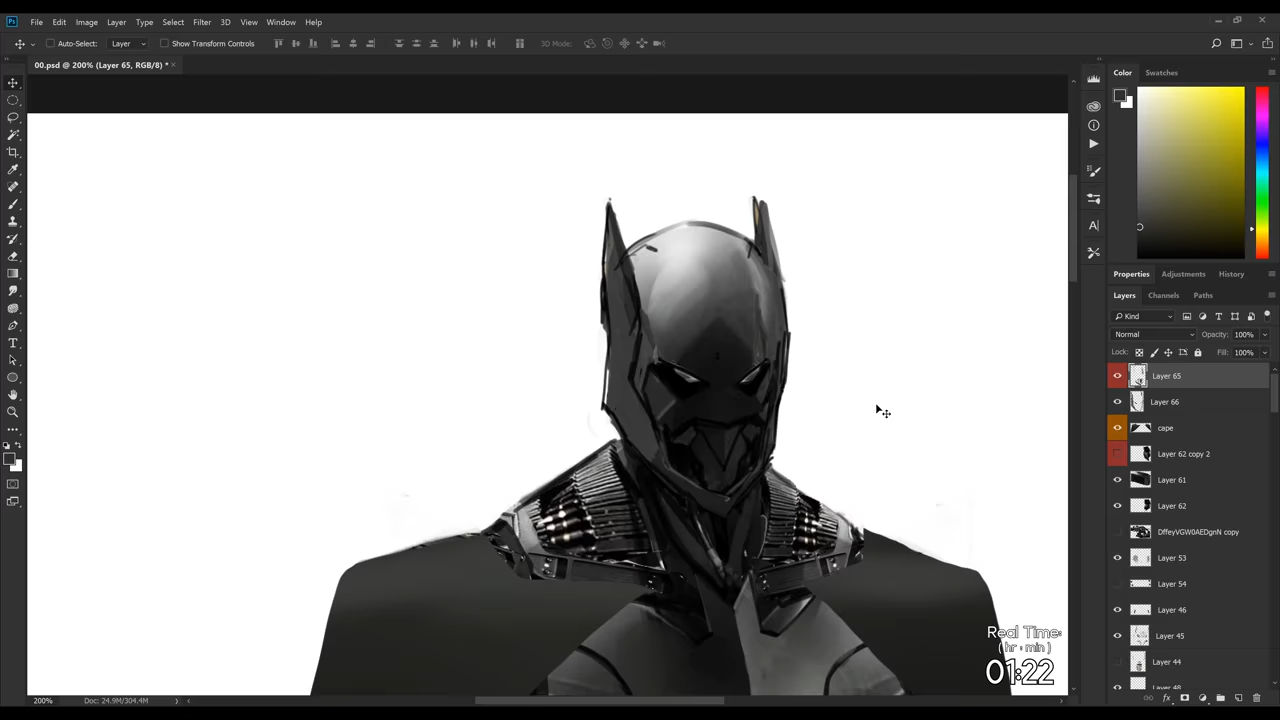 Ps File Edit Image Layer Type Select Filter 3D View Window Help
Auto-Select: Layer Show Transform Controls 3D Mode:
00.psd @ 200% (Layer 65, RGB/8) * ×
Color Swatches
Properties Adjustments History
Layers Channels Paths
Kind
Normal Opacity: 100%
Lock: Fill: 100%
Layer 65
Layer 66
cape
Layer 62 copy 2
Layer 61
Layer 62
DffeyVGW0AEDgnN copy
Layer 53
Layer 54
Layer 46
Layer 45
Layer 44
Layer 48
Real Time:
( hr : min )
01:22
200% Doc: 24.9M/304.4M